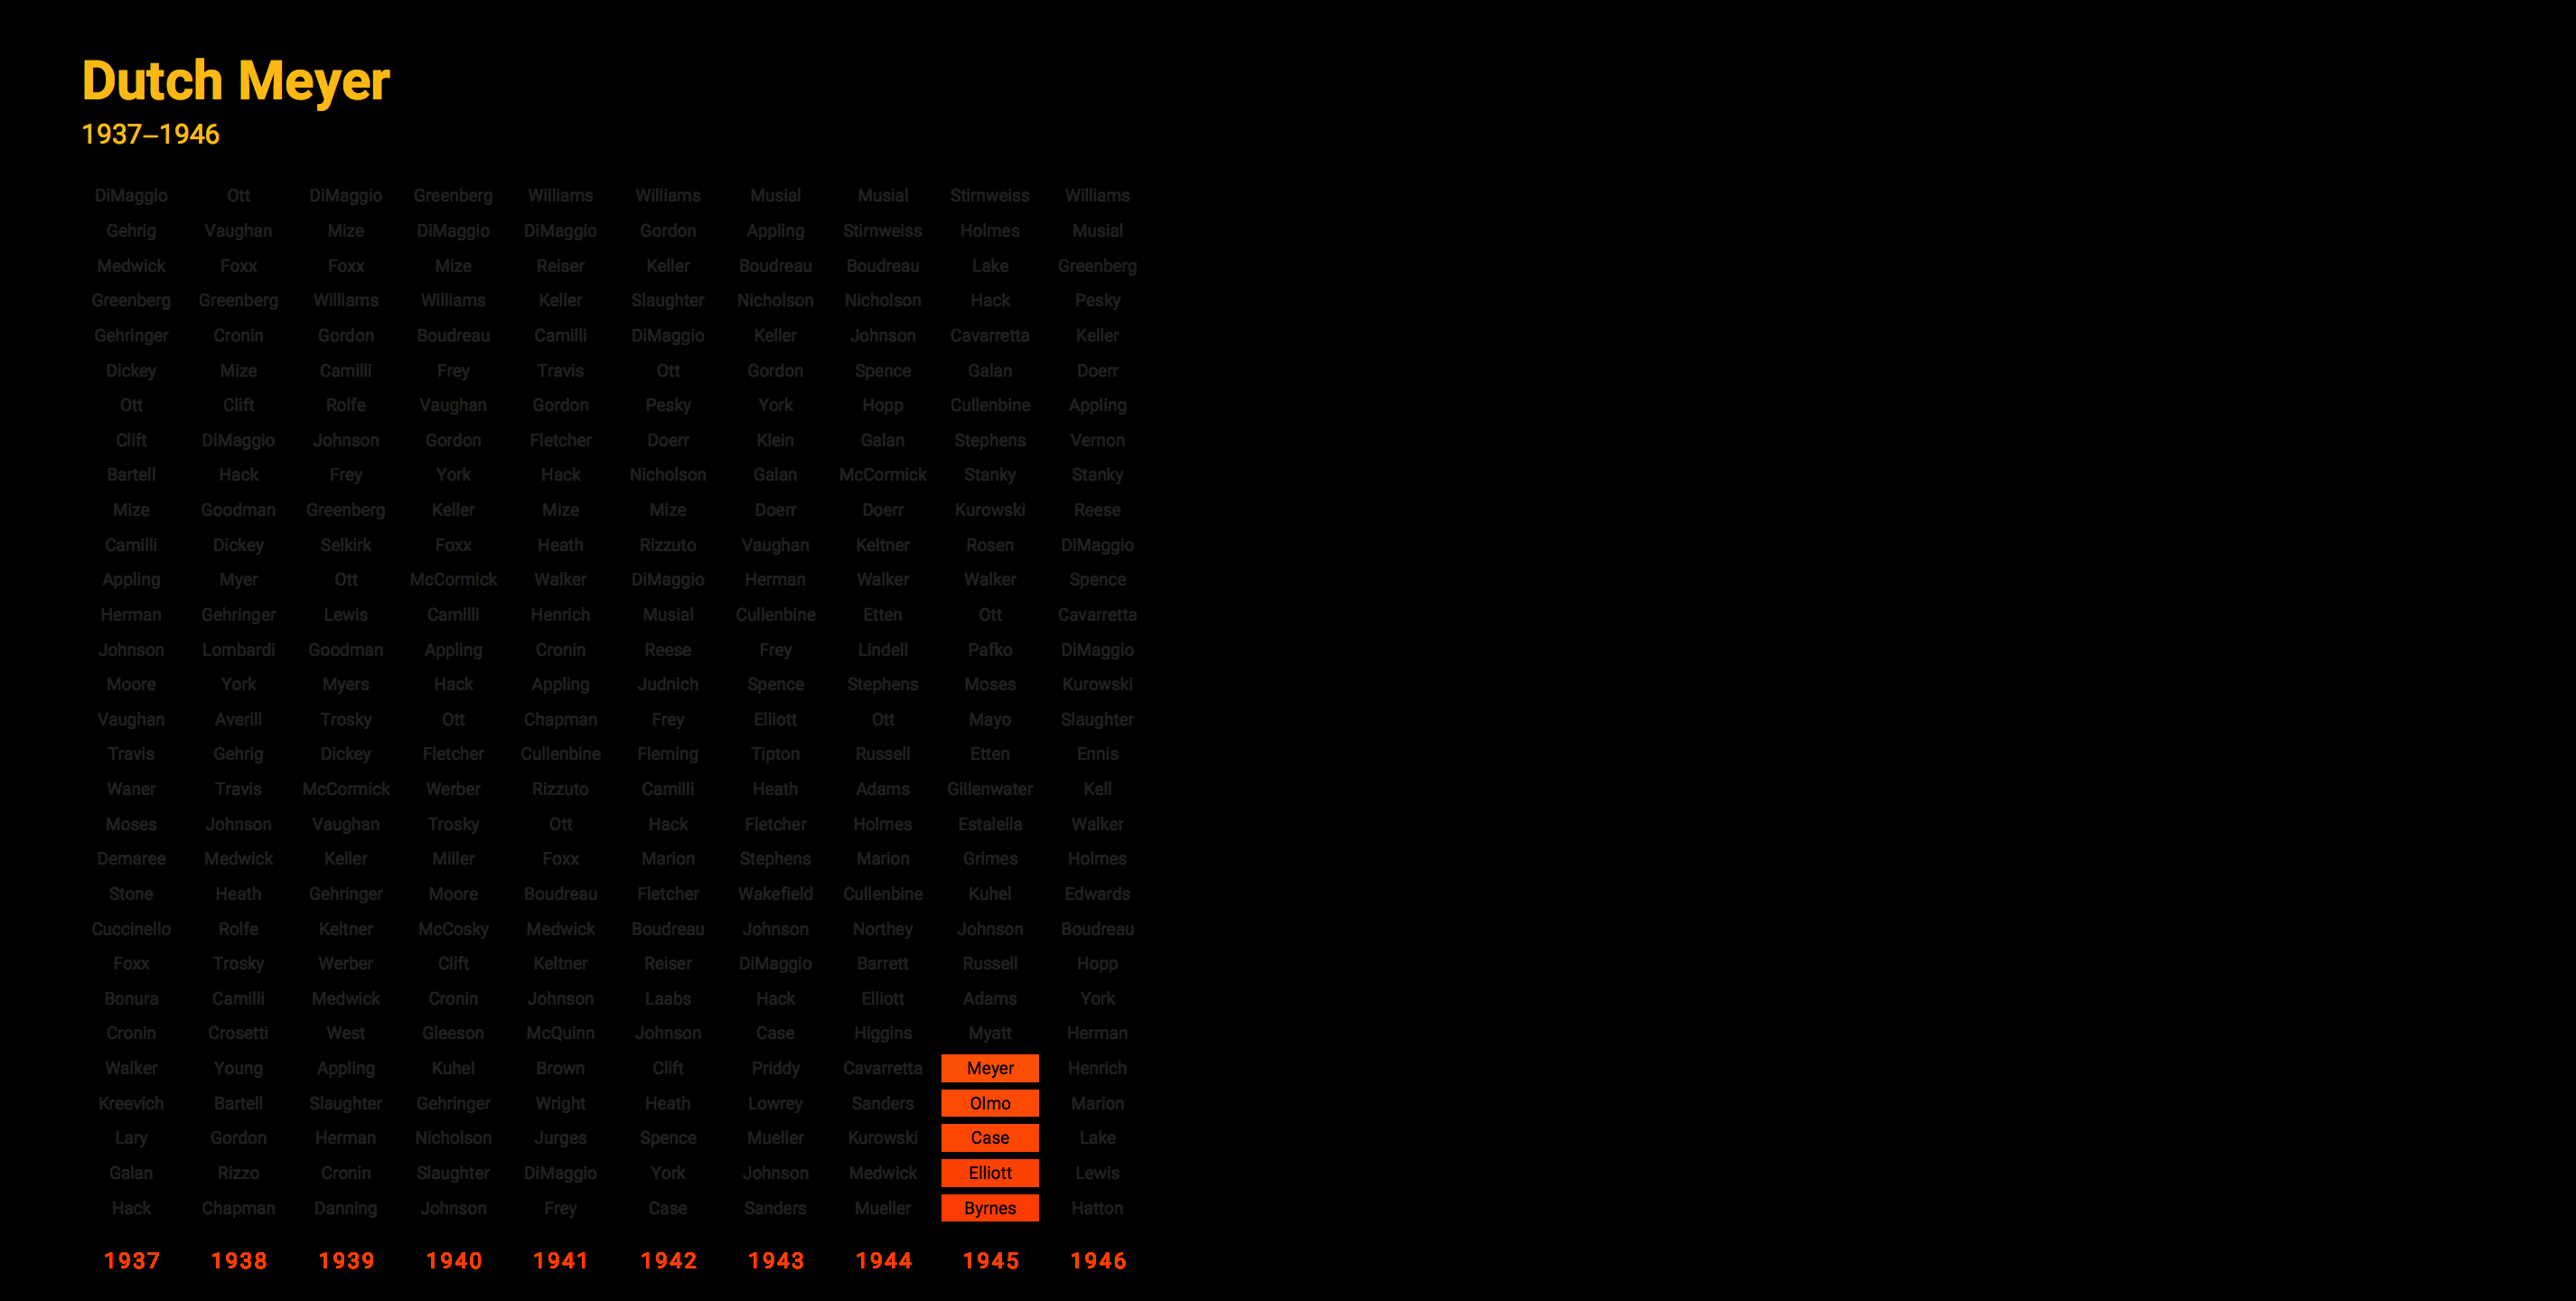 Dutch Meyer
1937–1946
DiMaggio Ott DiMaggio Greenberg Williams Williams Musial Musial Stirnweiss Williams
Gehrig Vaughan Mize DiMaggio DiMaggio Gordon Appling Stirnweiss Holmes Musial
Medwick Foxx Foxx Mize Reiser Keller Boudreau Boudreau Lake Greenberg
Greenberg Greenberg Williams Williams Keller Slaughter Nicholson Nicholson Hack Pesky
Gehringer Cronin Gordon Boudreau Camilli DiMaggio Keller Johnson Cavarretta Keller
Dickey Mize Camilli Frey Travis Ott Gordon Spence Galan Doerr
Ott Clift Rolfe Vaughan Gordon Pesky York Hopp Cullenbine Appling
Clift DiMaggio Johnson Gordon Fletcher Doerr Klein Galan Stephens Vernon
Bartell Hack Frey York Hack Nicholson Galan McCormick Stanky Stanky
Mize Goodman Greenberg Keller Mize Mize Doerr Doerr Kurowski Reese
Camilli Dickey Selkirk Foxx Heath Rizzuto Vaughan Keltner Rosen DiMaggio
Appling Myer Ott McCormick Walker DiMaggio Herman Walker Walker Spence
Herman Gehringer Lewis Camilli Henrich Musial Cullenbine Etten Ott Cavarretta
Johnson Lombardi Goodman Appling Cronin Reese Frey Lindell Pafko DiMaggio
Moore York Myers Hack Appling Judnich Spence Stephens Moses Kurowski
Vaughan Averill Trosky Ott Chapman Frey Elliott Ott Mayo Slaughter
Travis Gehrig Dickey Fletcher Cullenbine Fleming Tipton Russell Etten Ennis
Waner Travis McCormick Werber Rizzuto Camilli Heath Adams Gillenwater Kell
Moses Johnson Vaughan Trosky Ott Hack Fletcher Holmes Estalella Walker
Demaree Medwick Keller Miller Foxx Marion Stephens Marion Grimes Holmes
Stone Heath Gehringer Moore Boudreau Fletcher Wakefield Cullenbine Kuhel Edwards
Cuccinello Rolfe Keltner McCosky Medwick Boudreau Johnson Northey Johnson Boudreau
Foxx Trosky Werber Clift Keltner Reiser DiMaggio Barrett Russell Hopp
Bonura Camilli Medwick Cronin Johnson Laabs Hack Elliott Adams York
Cronin Crosetti West Gleeson McQuinn Johnson Case Higgins Myatt Herman
Walker Young Appling Kuhel Brown Clift Priddy Cavarretta Meyer Henrich
Kreevich Bartell Slaughter Gehringer Wright Heath Lowrey Sanders Olmo Marion
Lary Gordon Herman Nicholson Jurges Spence Mueller Kurowski Case Lake
Galan Rizzo Cronin Slaughter DiMaggio York Johnson Medwick Elliott Lewis
Hack Chapman Danning Johnson Frey Case Sanders Mueller Byrnes Hatton
1937 1938 1939 1940 1941 1942 1943 1944 1945 1946